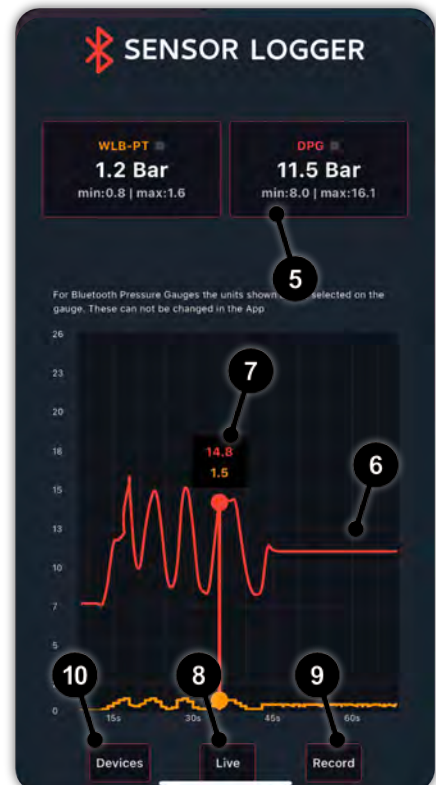 SENSOR LOGGER
WLB-PT
1.2 Bar
min:0.8 | max:1.6
DPG
11.5 Bar
min:8.0 | max:16.1
5
For Bluetooth Pressure Gauges the units shown selected on the
gauge. These can not be changed in the App
26
23
20
18
15
13
10
7
5
0
7
14.8
1.5
6
10
8
9
15s
30s
45s
60s
Devices
Live
Record